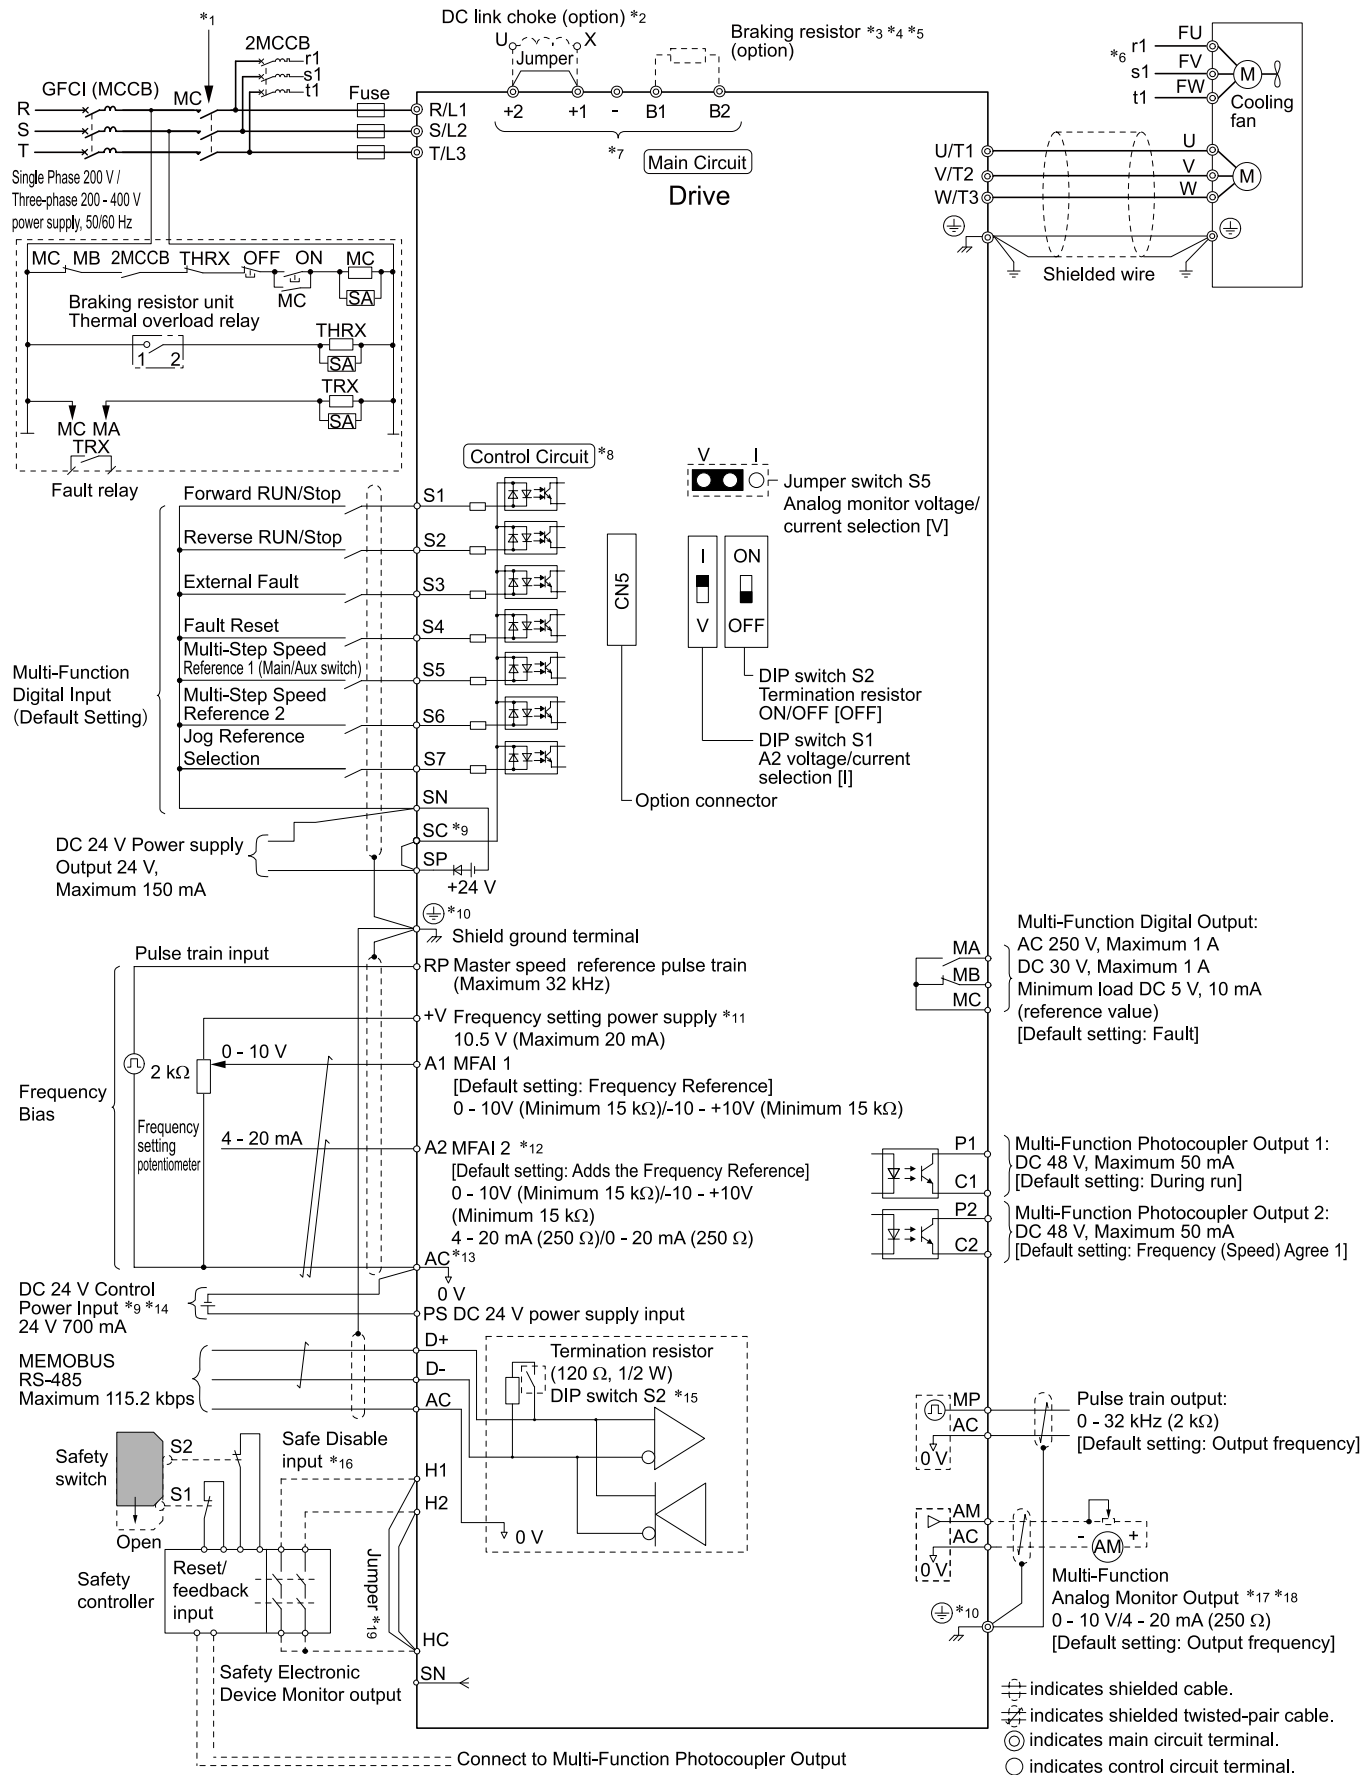 *1
DC link choke (option) *2
U X
Jumper
Braking resistor *3 *4 *5
(option)
2MCCB
r1
s1
t1
GFCI (MCCB)
MC
Fuse
R
S
T
R/L1
S/L2
T/L3
+2 +1 - B1 B2
*7
Main Circuit
Drive
Single Phase 200 V /
Three-phase 200 - 400 V
power supply, 50/60 Hz
*6
r1 FU
s1 FV
t1 FW
M
Cooling
fan
U/T1 U
V/T2 V
W/T3 W
M
Shielded wire
MC MB 2MCCB THRX OFF ON MC
MC
SA
Braking resistor unit
Thermal overload relay
1 2
THRX
SA
TRX
SA
MC MA
TRX
Fault relay
Control Circuit *8
V I
Jumper switch S5
Analog monitor voltage/
current selection [V]
I
V
ON
OFF
CN5
DIP switch S2
Termination resistor
ON/OFF [OFF]
DIP switch S1
A2 voltage/current
selection [I]
Option connector
Multi-Function
Digital Input
(Default Setting)
Forward RUN/Stop S1
Reverse RUN/Stop S2
External Fault S3
Fault Reset S4
Multi-Step Speed
Reference 1 (Main/Aux switch) S5
Multi-Step Speed
Reference 2 S6
Jog Reference
Selection S7
SN
SC *9
SP
+24 V
DC 24 V Power supply
Output 24 V,
Maximum 150 mA
*10
Shield ground terminal
Pulse train input
RP Master speed reference pulse train
(Maximum 32 kHz)
+V Frequency setting power supply *11
10.5 V (Maximum 20 mA)
0 - 10 V
2 kΩ
A1 MFAI 1
[Default setting: Frequency Reference]
0 - 10V (Minimum 15 kΩ)/-10 - +10V (Minimum 15 kΩ)
Frequency
Bias
Frequency
setting
potentiometer
4 - 20 mA
A2 MFAI 2 *12
[Default setting: Adds the Frequency Reference]
0 - 10V (Minimum 15 kΩ)/-10 - +10V
(Minimum 15 kΩ)
4 - 20 mA (250 Ω)/0 - 20 mA (250 Ω)
AC *13
0 V
DC 24 V Control
Power Input *9 *14
24 V 700 mA
PS DC 24 V power supply input
MEMOBUS
RS-485
Maximum 115.2 kbps
D+
D-
AC
Termination resistor
(120 Ω, 1/2 W)
DIP switch S2 *15
0 V
MA
MB
MC
Multi-Function Digital Output:
AC 250 V, Maximum 1 A
DC 30 V, Maximum 1 A
Minimum load DC 5 V, 10 mA
(reference value)
[Default setting: Fault]
P1
C1
Multi-Function Photocoupler Output 1:
DC 48 V, Maximum 50 mA
[Default setting: During run]
P2
C2
Multi-Function Photocoupler Output 2:
DC 48 V, Maximum 50 mA
[Default setting: Frequency (Speed) Agree 1]
MP
AC
0 V
Pulse train output:
0 - 32 kHz (2 kΩ)
[Default setting: Output frequency]
AM
AC
0 V
- +
AM
Multi-Function
Analog Monitor Output *17 *18
0 - 10 V/4 - 20 mA (250 Ω)
[Default setting: Output frequency]
*10
Safety
switch
S2
S1
Open
Safe Disable
input *16
H1
H2
Jumper *19
HC
SN
Safety
controller
Reset/
feedback
input
Safety Electronic
Device Monitor output
Connect to Multi-Function Photocoupler Output
indicates shielded cable.
indicates shielded twisted-pair cable.
indicates main circuit terminal.
indicates control circuit terminal.